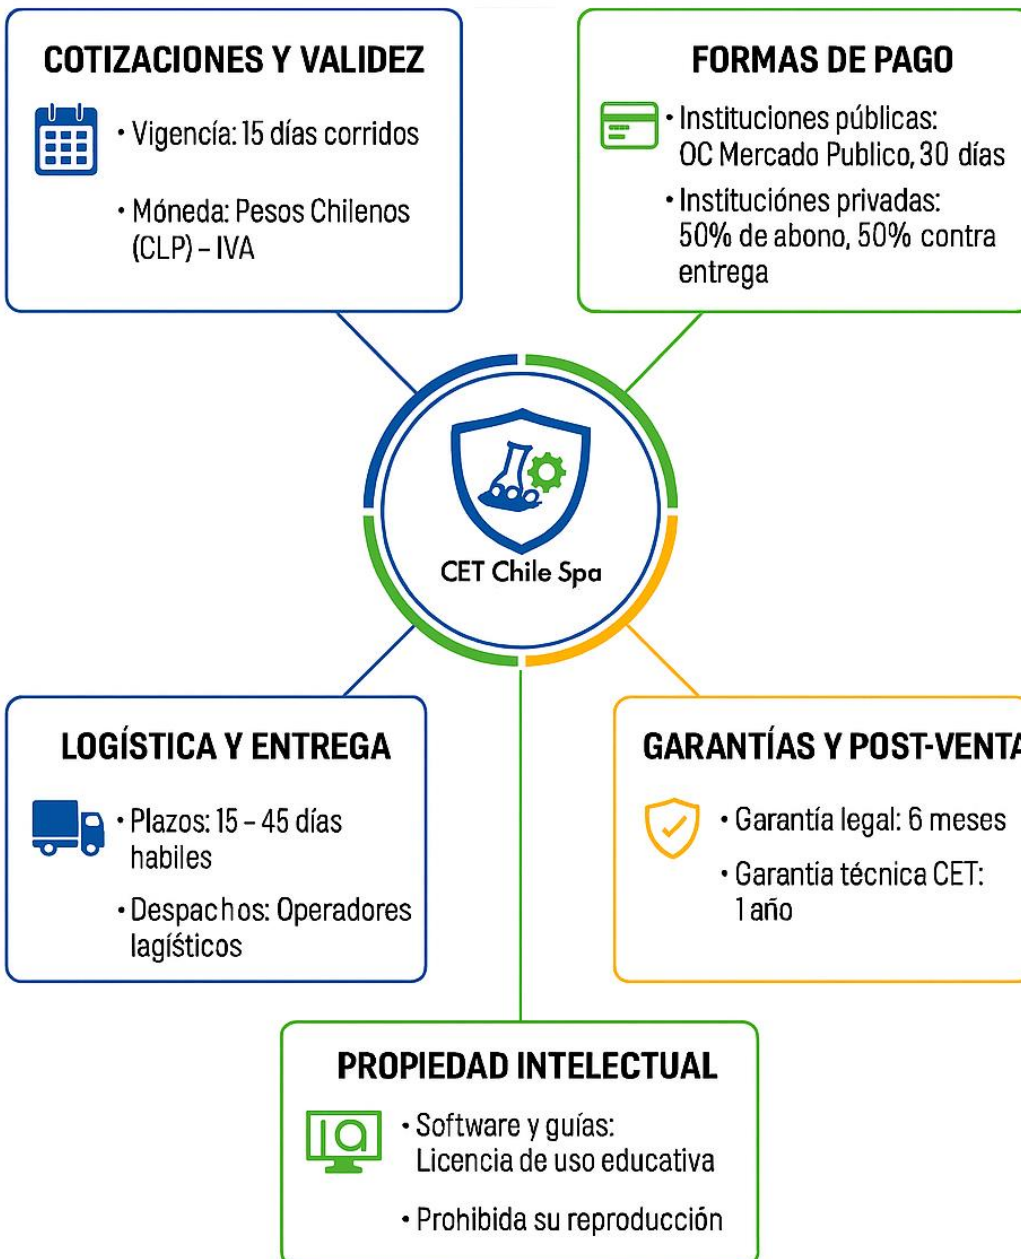 COTIZACIONES Y VALIDEZ
• Vigencía: 15 días corridos
• Móneda: Pesos Chilenos
(CLP) – IVA
FORMAS DE PAGO
• Instituciones públicas:
OC Mercado Publico, 30 días
• Instituciónes privadas:
50% de abono, 50% contra
entrega
CET Chile Spa
LOGÍSTICA Y ENTREGA
• Plazos: 15 – 45 días
habiles
• Despachos: Operadores
lagísticos
GARANTÍAS Y POST-VENTA
• Garantía legal: 6 meses
• Garantia técnica CET:
1 año
PROPIEDAD INTELECTUAL
• Software y guías:
Licencia de uso educativa
• Prohibida su reproducción